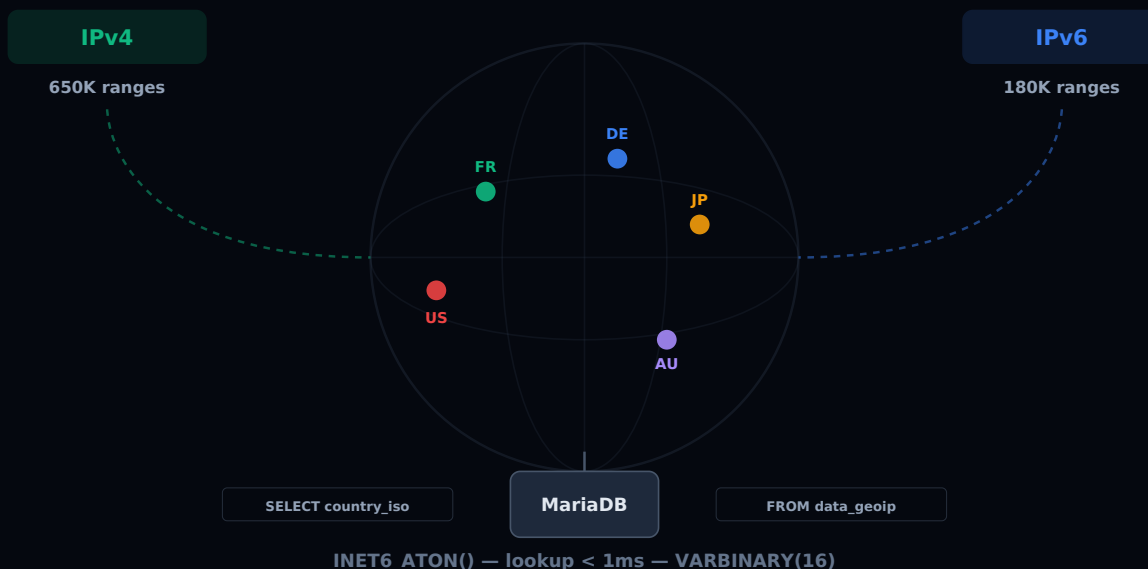 IPv4
IPv6
650K ranges
180K ranges
DE
FR
JP
US
AU
MariaDB
SELECT country_iso
FROM data_geoip
INET6_ATON() — lookup < 1ms — VARBINARY(16)